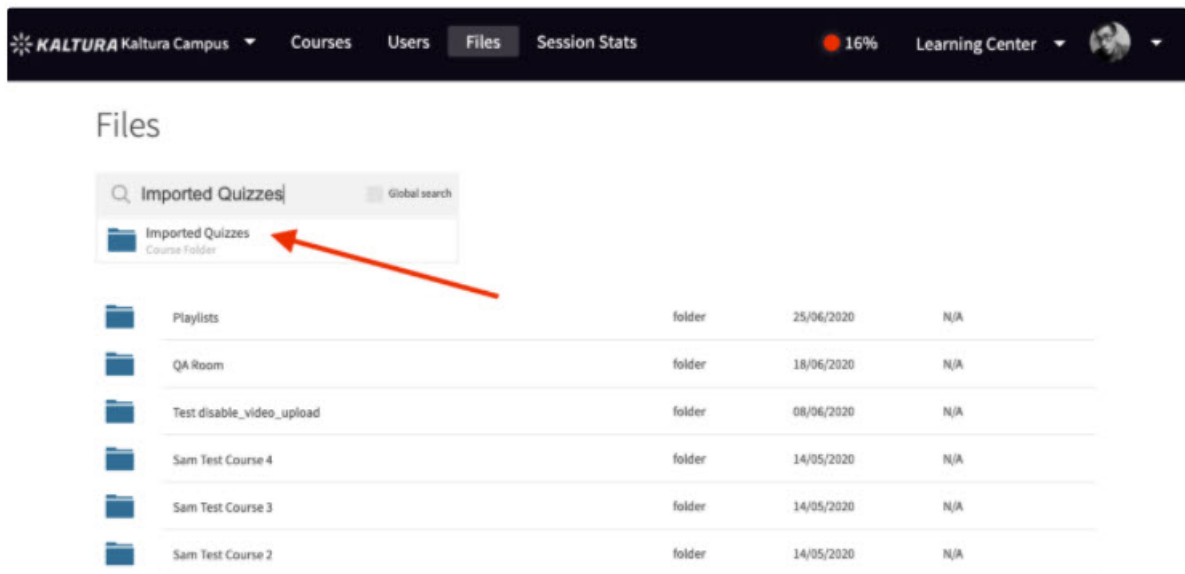 KALTURA Kaltura Campus Courses Users Files Session Stats 16% Learning Center
Files
Imported Quizzes Global search
Imported Quizzes
Course Folder
Playlists folder 25/06/2020 N/A
QA Room folder 18/06/2020 N/A
Test disable_video_upload folder 08/06/2020 N/A
Sam Test Course 4 folder 14/05/2020 N/A
Sam Test Course 3 folder 14/05/2020 N/A
Sam Test Course 2 folder 14/05/2020 N/A